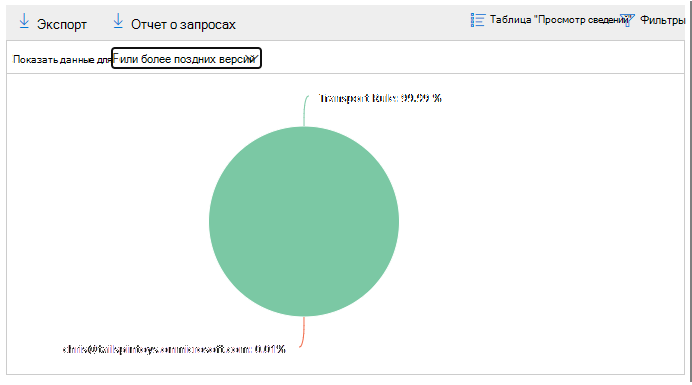 Экспорт
Отчет о запросах
Таблица "Просмотр сведений"
Фильтры
Показать данные для
или более поздних версий
Transport Rule: 99.99 %
chris@tailspintoys.onmicrosoft.com: 0.01%